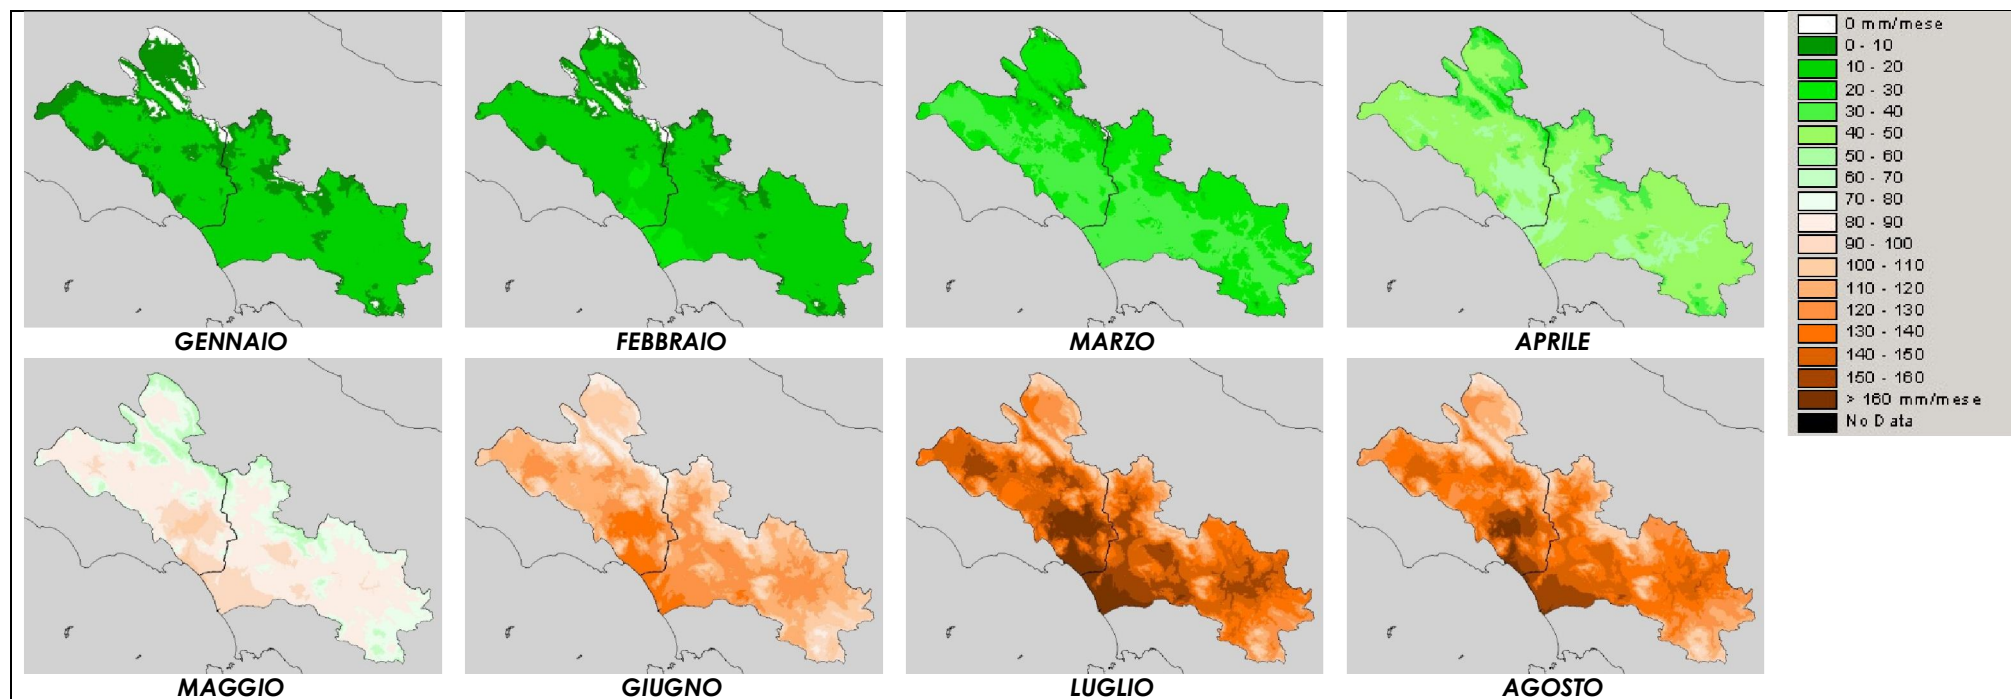 GENNAIO
FEBBRAIO
MARZO
APRILE
MAGGIO
GIUGNO
LUGLIO
AGOSTO
0 mm/mese
0 - 10
10 - 20
20 - 30
30 - 40
40 - 50
50 - 60
60 - 70
70 - 80
80 - 90
90 - 100
100 - 110
110 - 120
120 - 130
130 - 140
140 - 150
150 - 160
> 160 mm/mese
No Data